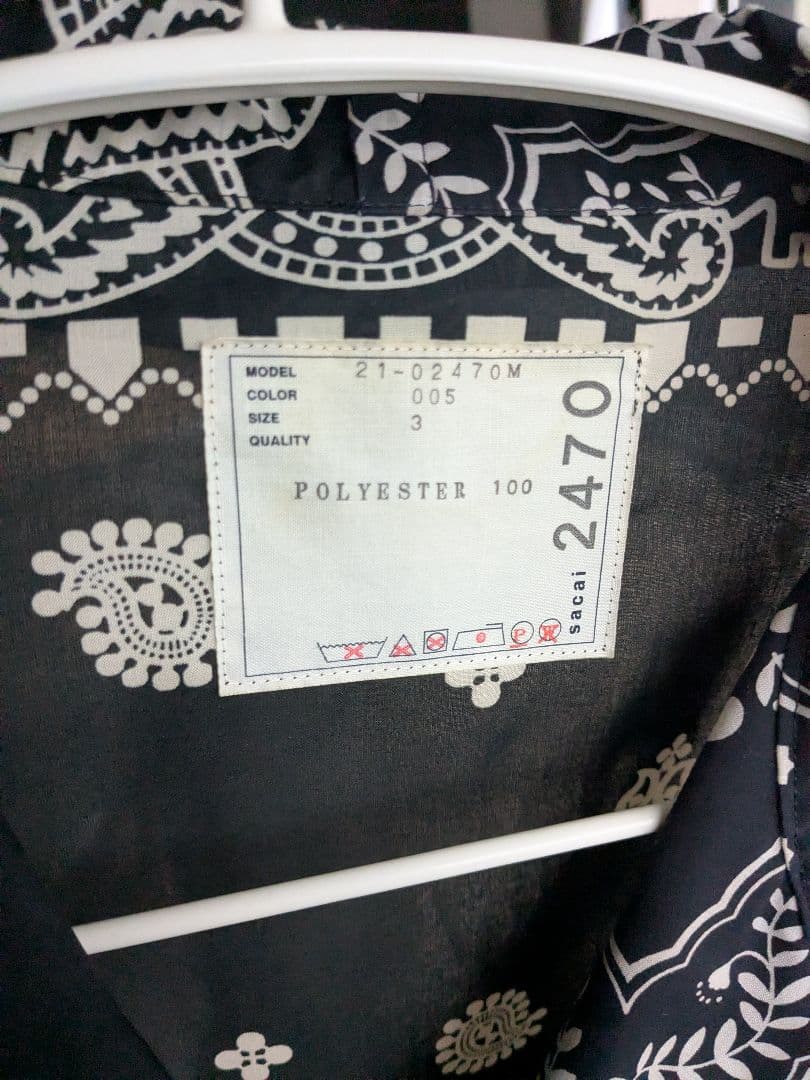 MODEL 21-02470M
COLOR 005
SIZE 3
QUALITY
POLYESTER 100
P
W
sacai 2470